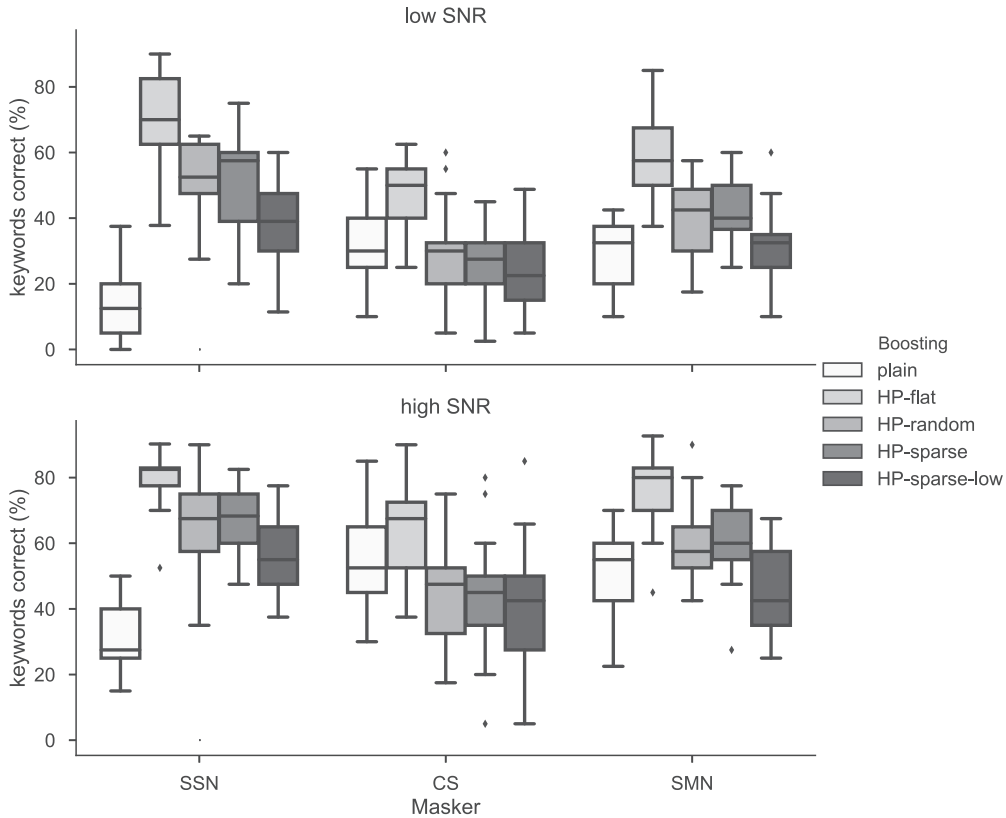 low SNR
keywords correct (%)
80
60
40
20
0
high SNR
keywords correct (%)
80
60
40
20
0
SSN
CS
SMN
Masker
Boosting
plain
HP-flat
HP-random
HP-sparse
HP-sparse-low